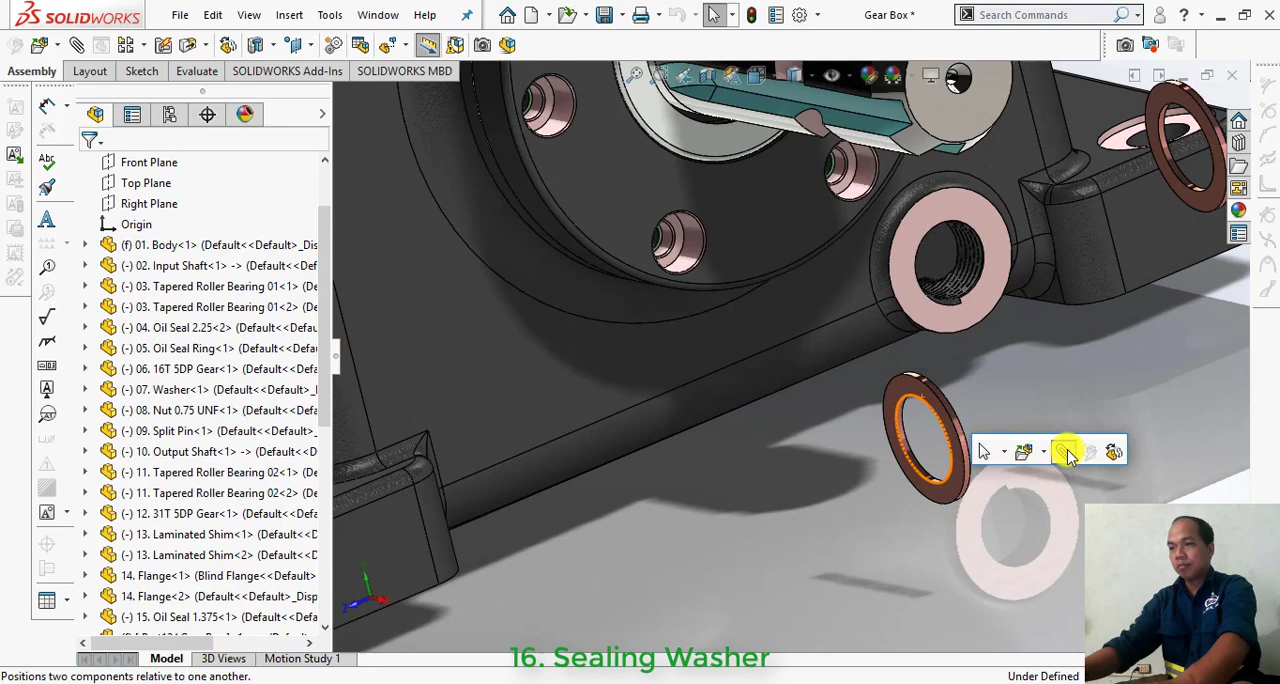 SOLIDWORKS File Edit View Insert Tools Window Help Gear Box * Search Commands ?
Assembly Layout Sketch Evaluate SOLIDWORKS Add-Ins SOLIDWORKS MBD
Front Plane
Top Plane
Right Plane
Origin
(f) 01. Body<1> (Default<<Default>_Dis
(-) 02. Input Shaft<1> -> (Default<<Def
(-) 03. Tapered Roller Bearing 01<1> (D
(-) 03. Tapered Roller Bearing 01<2> (D
(-) 04. Oil Seal 2.25<2> (Default<<Defau
(-) 05. Oil Seal Ring<1> (Default<<Defa
(-) 06. 16T 5DP Gear<1> (Default<<Defa
(-) 07. Washer<1> (Default<<Default>_D
(-) 08. Nut 0.75 UNF<1> (Default<<Defa
(-) 09. Split Pin<1> (Default<<Default>
(-) 10. Output Shaft<1> -> (Default<<D
(-) 11. Tapered Roller Bearing 02<1> (D
(-) 11. Tapered Roller Bearing 02<2> (D
(-) 12. 31T 5DP Gear<1> (Default<<Defa
(-) 13. Laminated Shim<1> (Default<<D
(-) 13. Laminated Shim<2> (Default<<D
14. Flange<1> (Blind Flange<Default>_
14. Flange<2> (Default<<Default>_Disp
(-) 15. Oil Seal 1.375<1> (Default<<Defa
Abc
Model 3D Views Motion Study 1
16. Sealing Washer
Positions two components relative to one another.
Under Defined